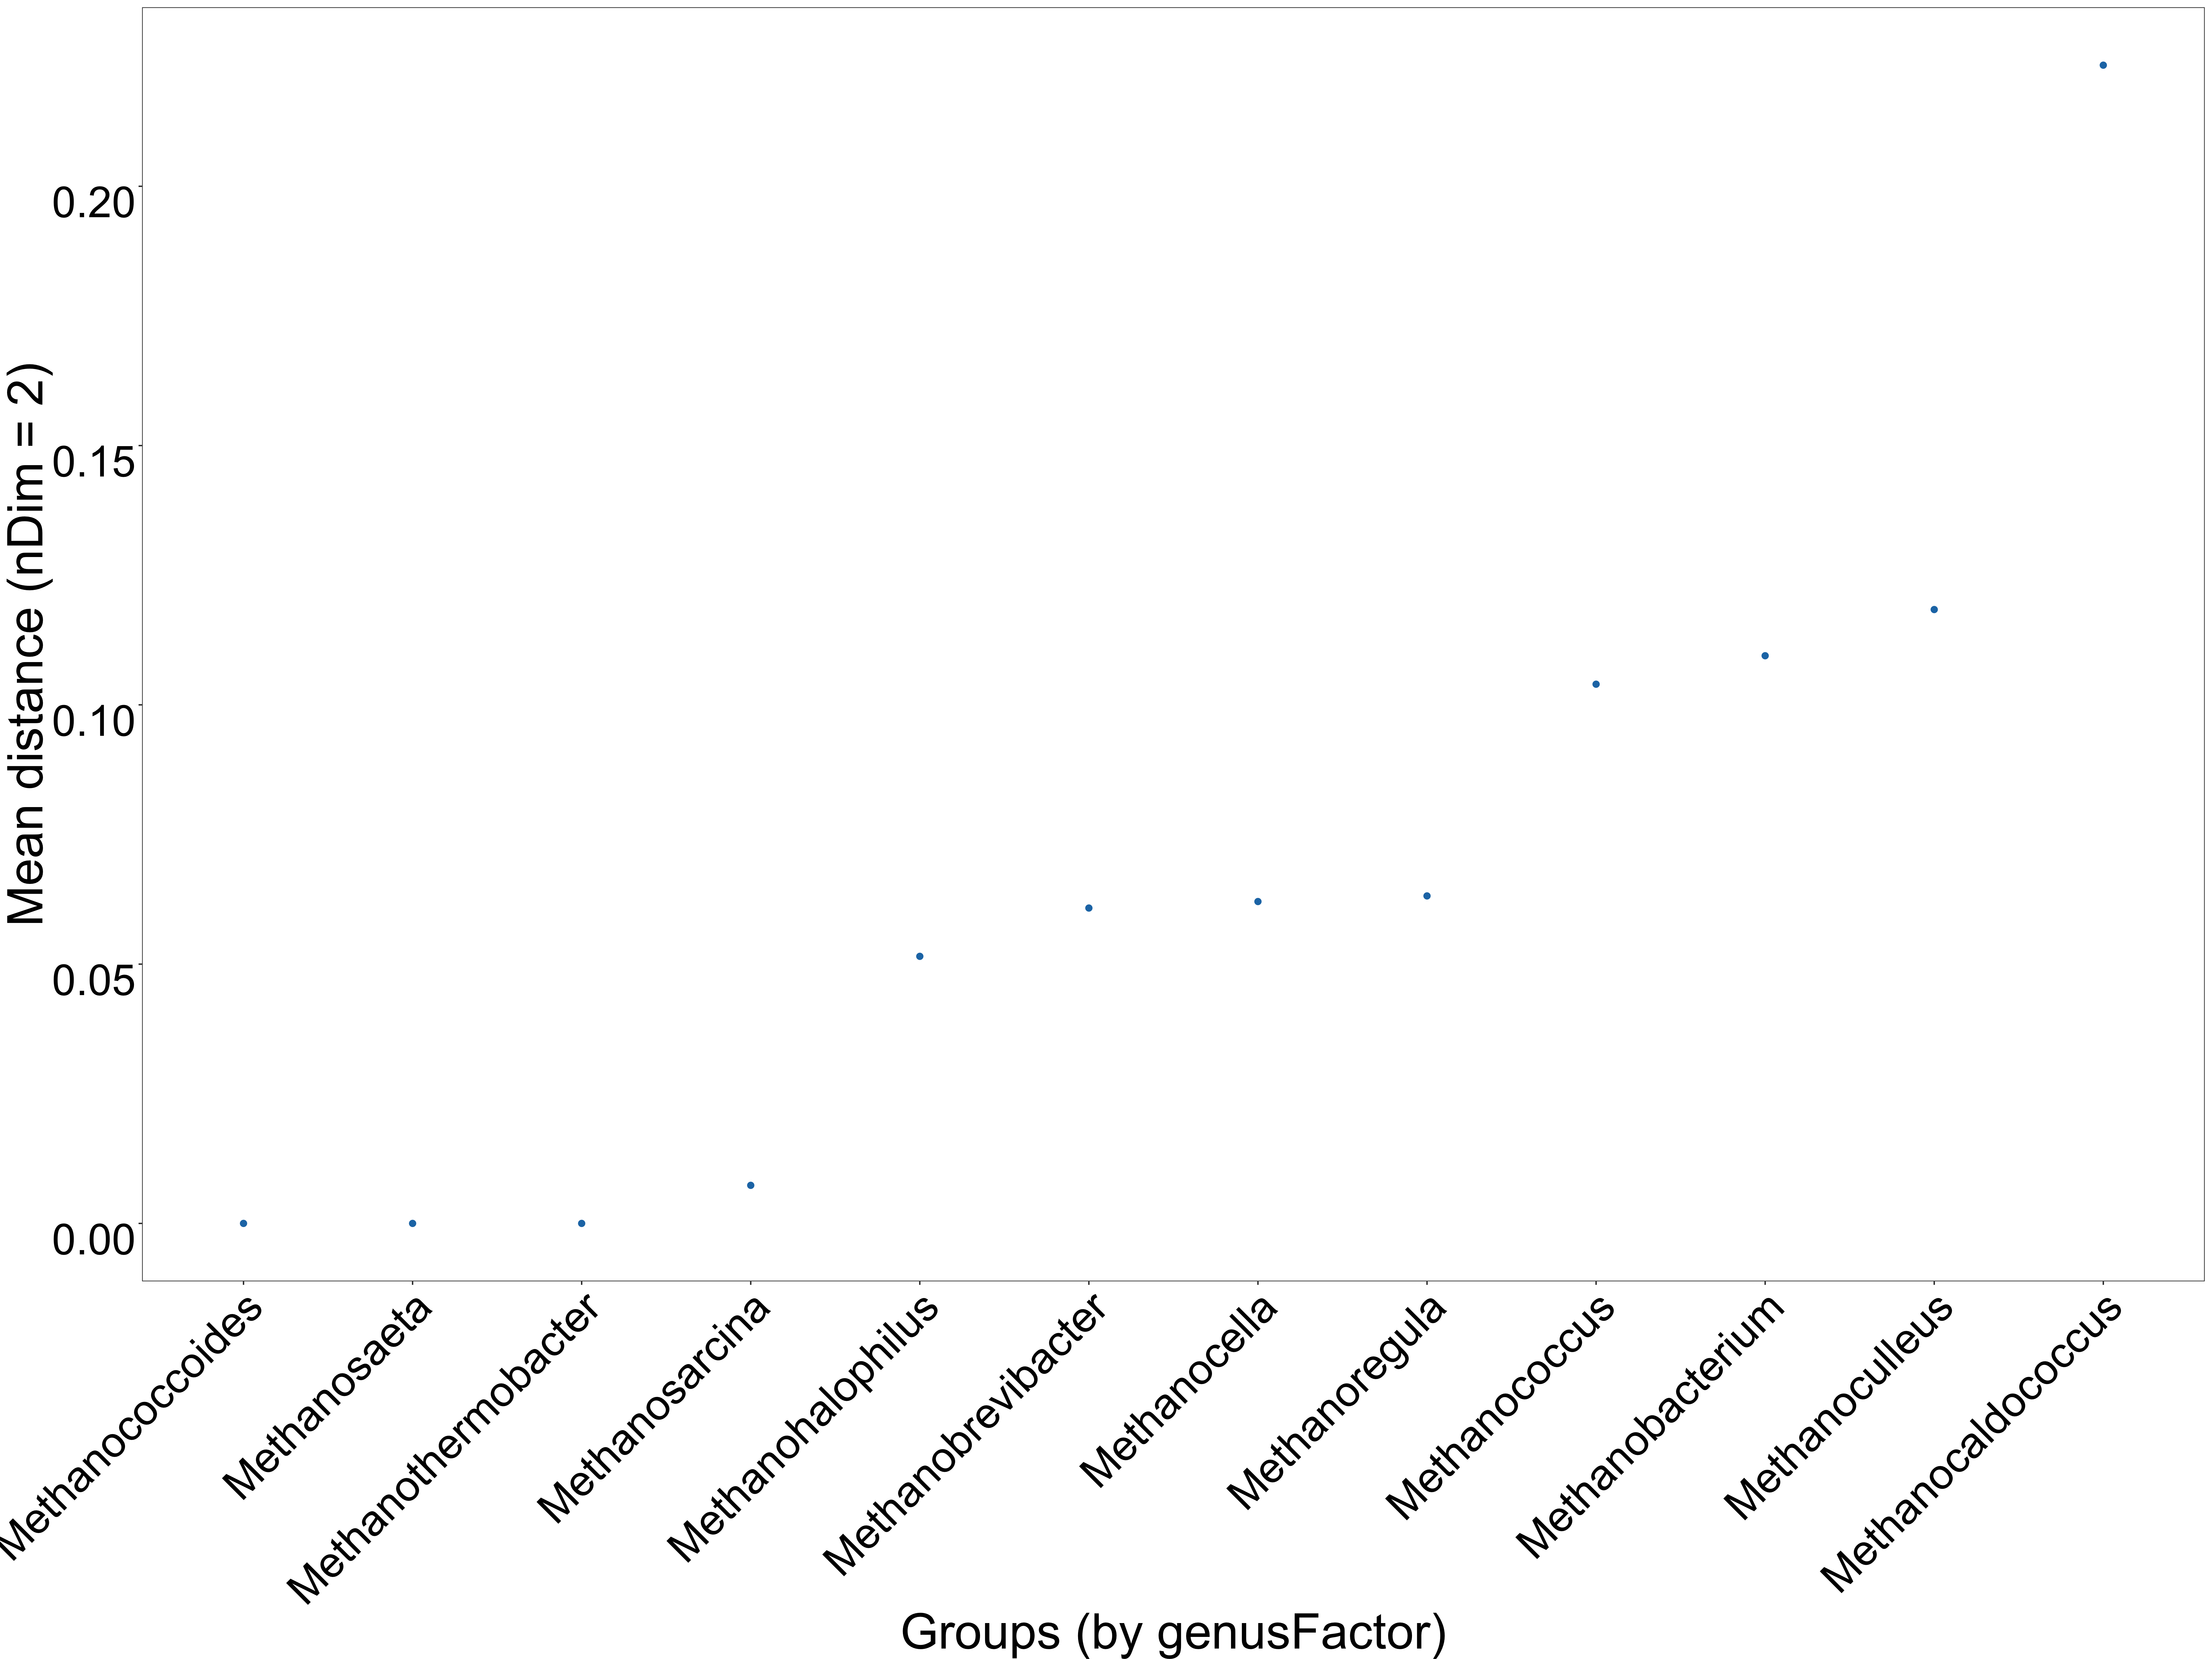 Mean distance (nDim = 2)
0.20
0.15
0.10
0.05
0.00
Methanococcoides
Methanosaeta
Methanothermobacter
Methanosarcina
Methanohalophilus
Methanobrevibacter
Methanocella
Methanoregula
Methanococcus
Methanobacterium
Methanoculleus
Methanocaldococcus
Groups (by genusFactor)